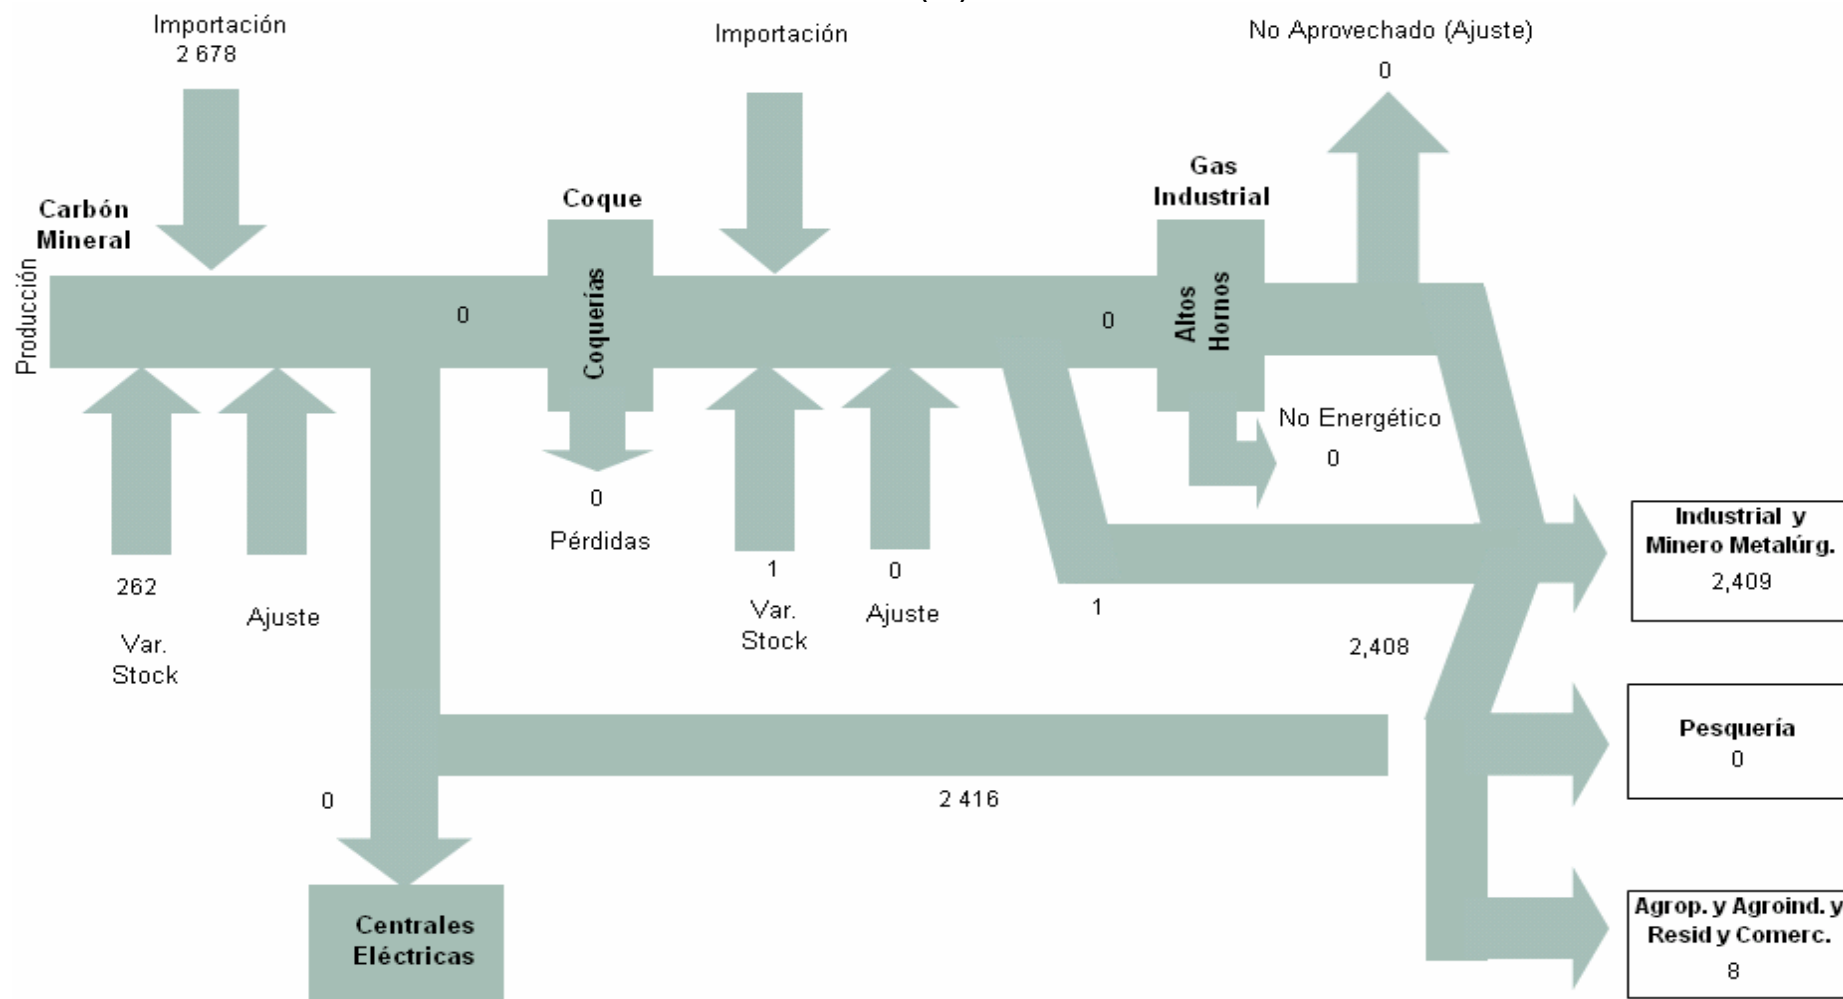 Importación
2 678
Importación
No Aprovechado (Ajuste)
0
Carbón
Mineral
Producción
Coque
Gas
Industrial
0
Coquerías
0
Altos
Hornos
No Energético
0
0
Pérdidas
262
Var.
Stock
Ajuste
1
Var.
Stock
0
Ajuste
1
2,408
Industrial y
Minero Metalúrg.
2,409
Pesquería
0
0
2 416
Centrales
Eléctricas
Agrop. y Agroind. y
Resid y Comerc.
8